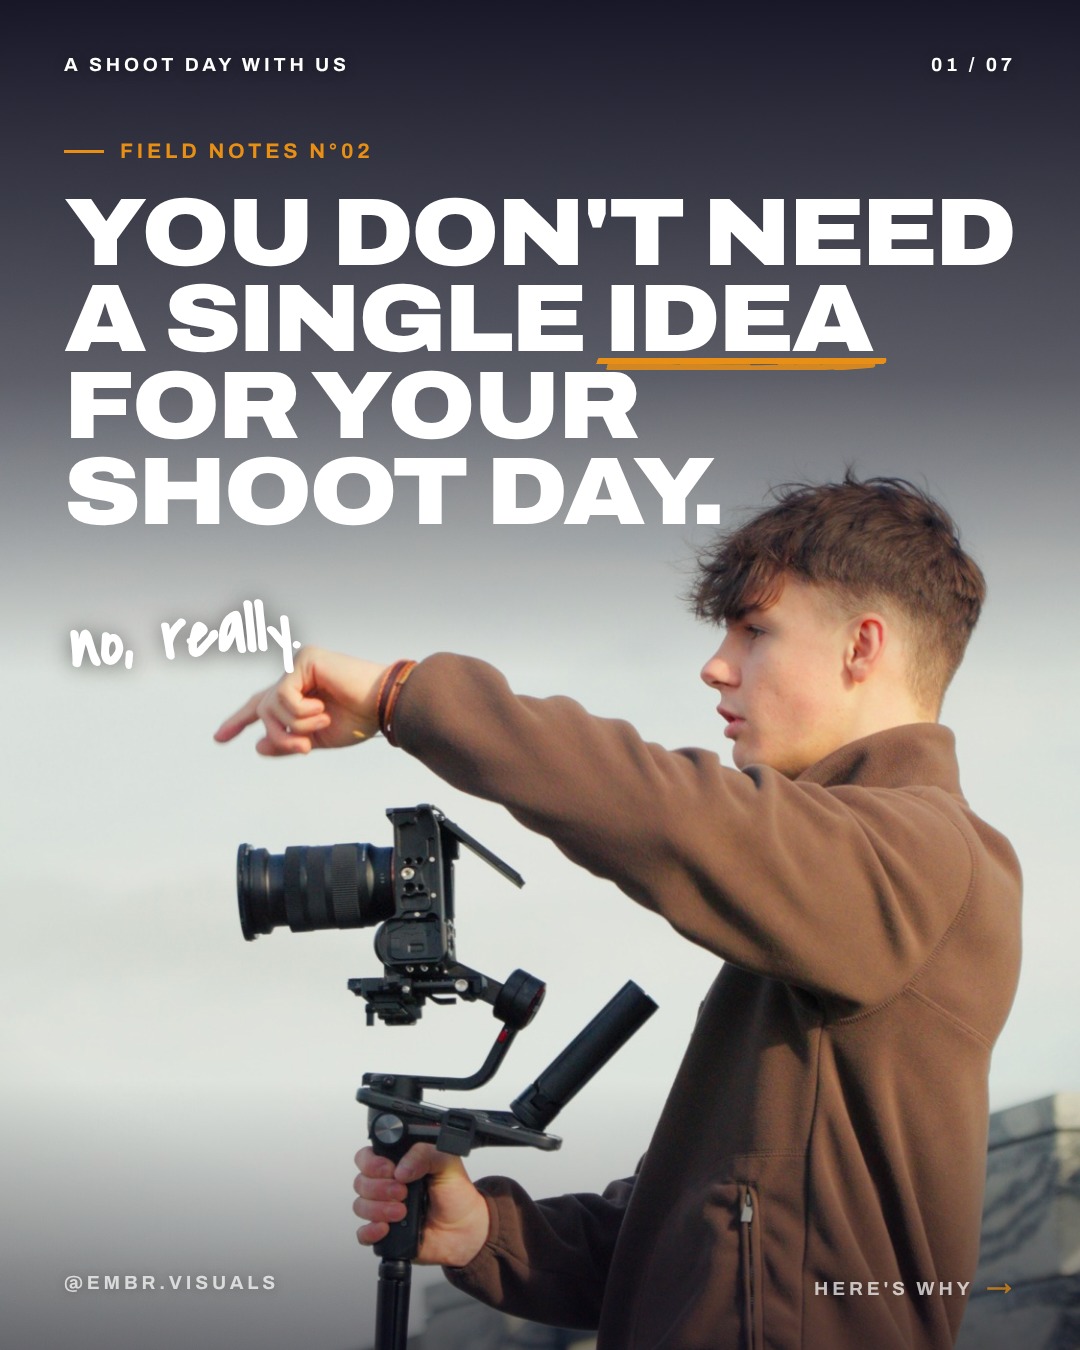 A SHOOT DAY WITH US
01 / 07
FIELD NOTES N°02
YOU DON'T NEED
A SINGLE IDEA
FOR YOUR
SHOOT DAY.
no, really.
@EMBR.VISUALS
HERE'S WHY →